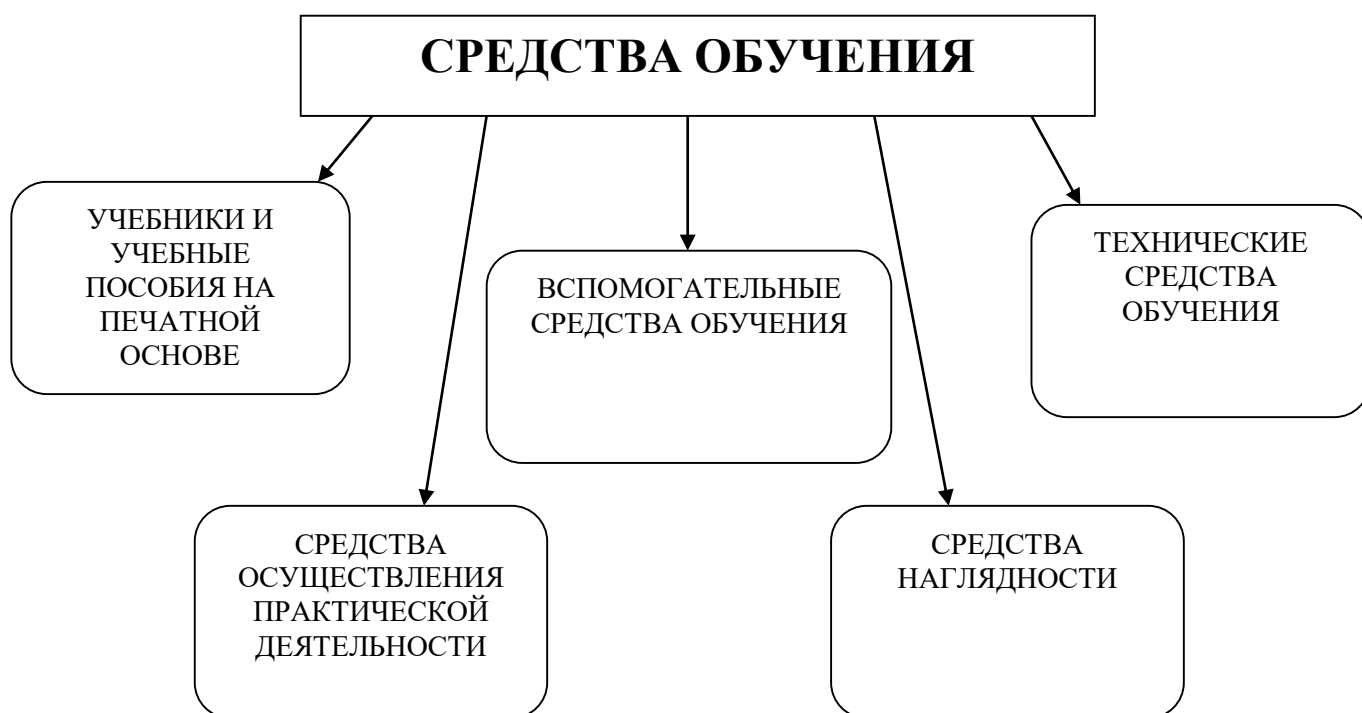 СРЕДСТВА ОБУЧЕНИЯ
УЧЕБНИКИ И
УЧЕБНЫЕ
ПОСОБИЯ НА
ПЕЧАТНОЙ
ОСНОВЕ
ВСПОМОГАТЕЛЬНЫЕ
СРЕДСТВА ОБУЧЕНИЯ
ТЕХНИЧЕСКИЕ
СРЕДСТВА
ОБУЧЕНИЯ
СРЕДСТВА
ОСУЩЕСТВЛЕНИЯ
ПРАКТИЧЕСКОЙ
ДЕЯТЕЛЬНОСТИ
СРЕДСТВА
НАГЛЯДНОСТИ